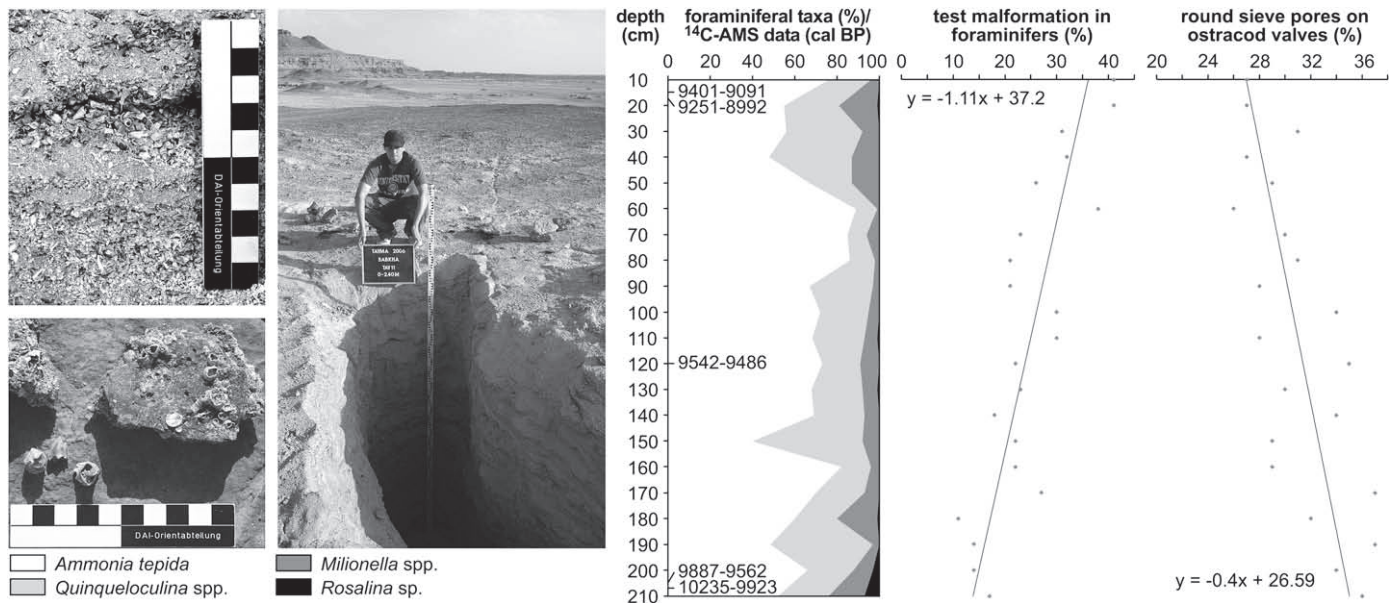 DAI-Orientabteilung
DAI-Orientabteilung
TAIMA 2006
SABKHA
0-2.40 M
Ammonia tepida
Quinqueloculina spp.
Milionella spp.
Rosalina sp.
depth
(cm)
10
20
30
40
50
60
70
80
90
100
110
120
130
140
150
160
170
180
190
200
210
foraminiferal taxa (%)/
¹⁴C-AMS data (cal BP)
0 20 40 60 80 100
9401-9091
9251-8992
9542-9486
9887-9562
10235-9923
test malformation in
foraminifers (%)
0 10 20 30 40
y = -1.11x + 37.2
round sieve pores on
ostracod valves (%)
20 24 28 32 36
y = -0.4x + 26.59